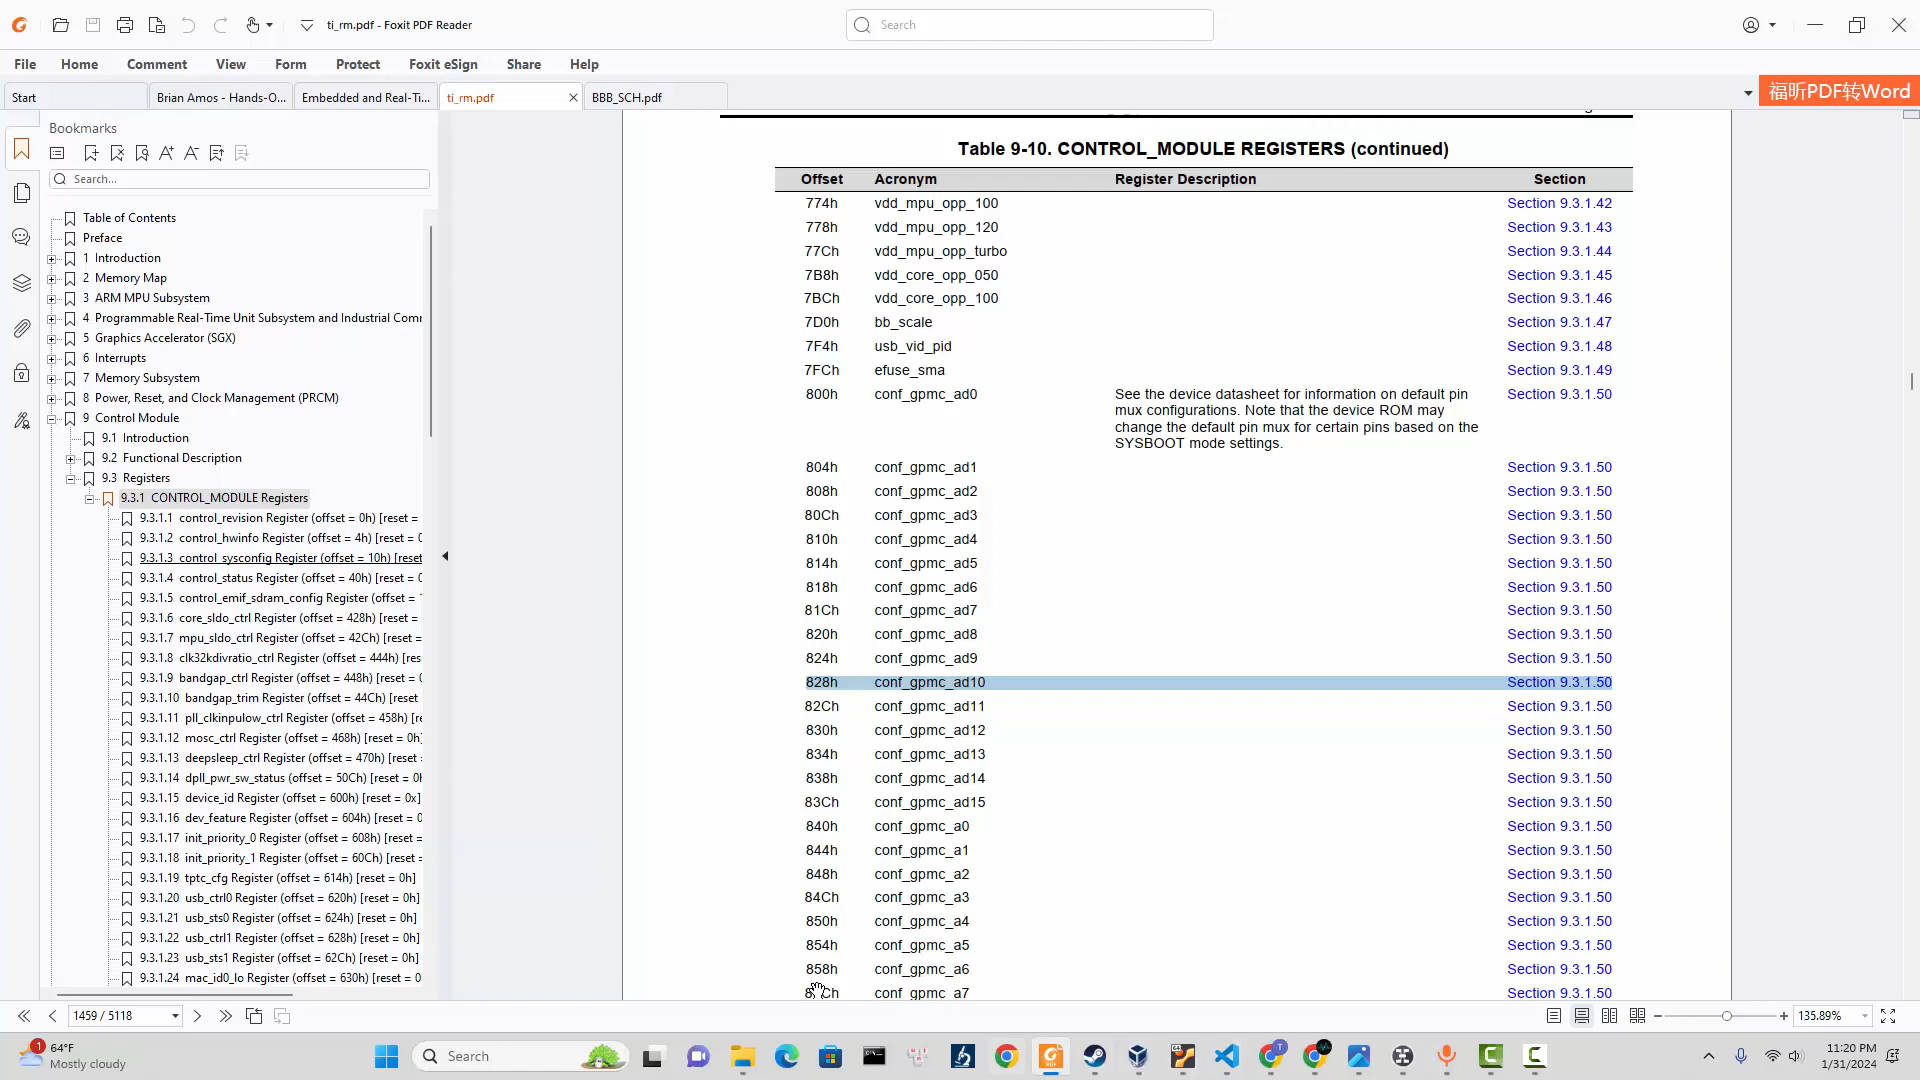 ti_rm.pdf - Foxit PDF Reader
Search
File Home Comment View Form Protect Foxit eSign Share Help
Start
Brian Amos - Hands-O...
Embedded and Real-Ti...
ti_rm.pdf
BBB_SCH.pdf
福昕PDF转Word
Bookmarks
Search...
Table of Contents
Preface
1 Introduction
2 Memory Map
3 ARM MPU Subsystem
4 Programmable Real-Time Unit Subsystem and Industrial Com
5 Graphics Accelerator (SGX)
6 Interrupts
7 Memory Subsystem
8 Power, Reset, and Clock Management (PRCM)
9 Control Module
9.1 Introduction
9.2 Functional Description
9.3 Registers
9.3.1 CONTROL_MODULE Registers
9.3.1.1 control_revision Register (offset = 0h) [reset =
9.3.1.2 control_hwinfo Register (offset = 4h) [reset = 0
9.3.1.3 control_sysconfig Register (offset = 10h) [reset
9.3.1.4 control_status Register (offset = 40h) [reset = 0
9.3.1.5 control_emif_sdram_config Register (offset =
9.3.1.6 core_sldo_ctrl Register (offset = 428h) [reset =
9.3.1.7 mpu_sldo_ctrl Register (offset = 42Ch) [reset =
9.3.1.8 clk32kdivratio_ctrl Register (offset = 444h) [res
9.3.1.9 bandgap_ctrl Register (offset = 448h) [reset = 0
9.3.1.10 bandgap_trim Register (offset = 44Ch) [reset =
9.3.1.11 pll_clkinpulow_ctrl Register (offset = 458h) [re
9.3.1.12 mosc_ctrl Register (offset = 468h) [reset = 0h]
9.3.1.13 deepsleep_ctrl Register (offset = 470h) [reset
9.3.1.14 dpll_pwr_sw_status (offset = 50Ch) [reset = 0h
9.3.1.15 device_id Register (offset = 600h) [reset = 0x]
9.3.1.16 dev_feature Register (offset = 604h) [reset = 0
9.3.1.17 init_priority_0 Register (offset = 608h) [reset =
9.3.1.18 init_priority_1 Register (offset = 60Ch) [reset =
9.3.1.19 tptc_cfg Register (offset = 614h) [reset = 0h]
9.3.1.20 usb_ctrl0 Register (offset = 620h) [reset = 0h]
9.3.1.21 usb_sts0 Register (offset = 624h) [reset = 0h]
9.3.1.22 usb_ctrl1 Register (offset = 628h) [reset = 0h]
9.3.1.23 usb_sts1 Register (offset = 62Ch) [reset = 0h]
9.3.1.24 mac_id0_lo Register (offset = 630h) [reset = 0
Table 9-10. CONTROL_MODULE REGISTERS (continued)
Offset Acronym Register Description Section
774h vdd_mpu_opp_100 Section 9.3.1.42
778h vdd_mpu_opp_120 Section 9.3.1.43
77Ch vdd_mpu_opp_turbo Section 9.3.1.44
7B8h vdd_core_opp_050 Section 9.3.1.45
7BCh vdd_core_opp_100 Section 9.3.1.46
7D0h bb_scale Section 9.3.1.47
7F4h usb_vid_pid Section 9.3.1.48
7FCh efuse_sma Section 9.3.1.49
800h conf_gpmc_ad0 See the device datasheet for information on default pin Section 9.3.1.50
mux configurations. Note that the device ROM may
change the default pin mux for certain pins based on the
SYSBOOT mode settings.
804h conf_gpmc_ad1 Section 9.3.1.50
808h conf_gpmc_ad2 Section 9.3.1.50
80Ch conf_gpmc_ad3 Section 9.3.1.50
810h conf_gpmc_ad4 Section 9.3.1.50
814h conf_gpmc_ad5 Section 9.3.1.50
818h conf_gpmc_ad6 Section 9.3.1.50
81Ch conf_gpmc_ad7 Section 9.3.1.50
820h conf_gpmc_ad8 Section 9.3.1.50
824h conf_gpmc_ad9 Section 9.3.1.50
828h conf_gpmc_ad10 Section 9.3.1.50
82Ch conf_gpmc_ad11 Section 9.3.1.50
830h conf_gpmc_ad12 Section 9.3.1.50
834h conf_gpmc_ad13 Section 9.3.1.50
838h conf_gpmc_ad14 Section 9.3.1.50
83Ch conf_gpmc_ad15 Section 9.3.1.50
840h conf_gpmc_a0 Section 9.3.1.50
844h conf_gpmc_a1 Section 9.3.1.50
848h conf_gpmc_a2 Section 9.3.1.50
84Ch conf_gpmc_a3 Section 9.3.1.50
850h conf_gpmc_a4 Section 9.3.1.50
854h conf_gpmc_a5 Section 9.3.1.50
858h conf_gpmc_a6 Section 9.3.1.50
conf_gpmc_a7 Section 9.3.1.50
1459 / 5118
135.89%
1
64°F
Mostly cloudy
Search
11:20 PM
1/31/2024